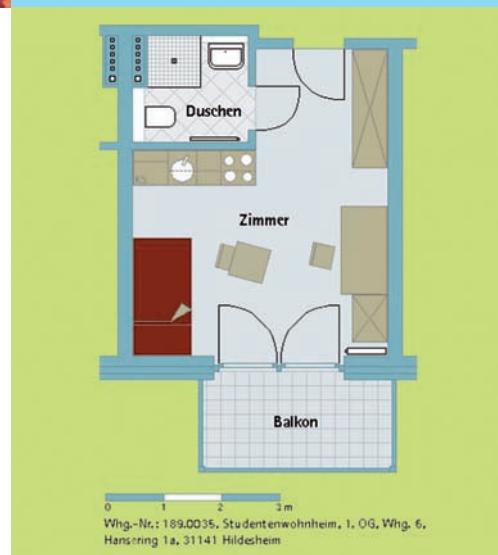 Duschen
KS
Zimmer
Balkon
0 1 2 3 m
Whg.-Nr.: 189.0035, Studentenwohnheim, 1. OG, Whg. 6,
Hansering 1a, 31141 Hildesheim